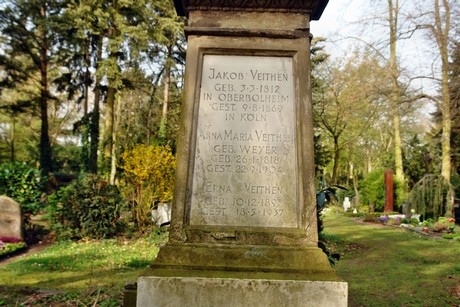 JAKOB VEITHEN
GEB. 3·3·1812
IN OBERBOLHEIM
GEST. 9·8·1869
IN KÖLN
ANNA MARIA VEITHEN
GEB. WEYER
GEB. 26·1·1818
GEST. 22·9·1904
ERNA VEITHEN
GEB. 10·12·1892
GEST. 18·5·1937